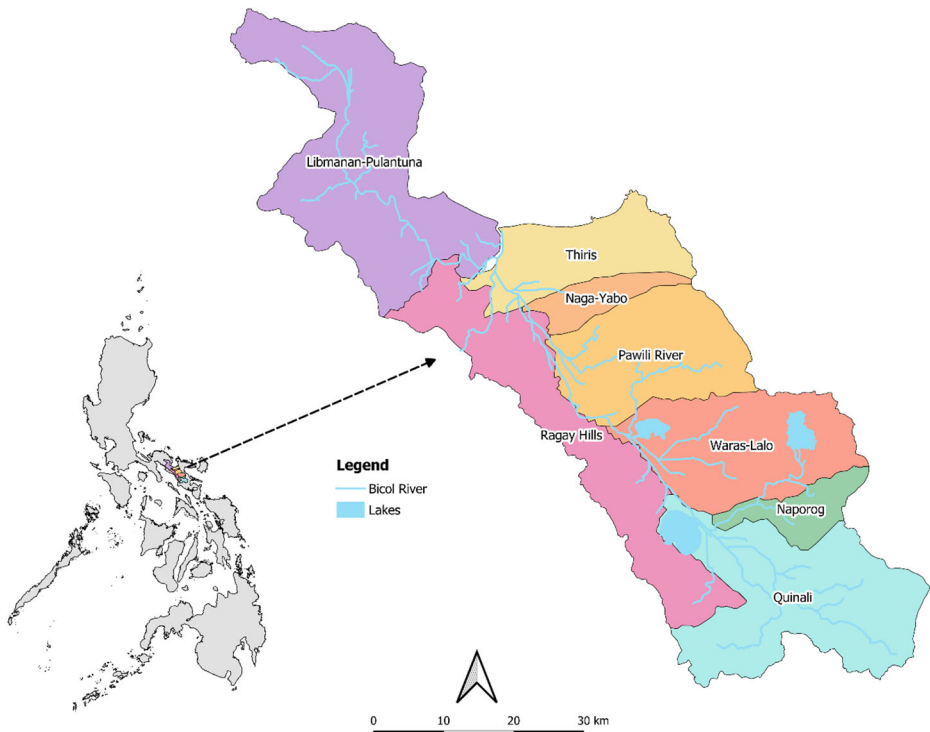 Libmanan-Pulantuna
Thiris
Naga-Yabo
Pawili River
Ragay Hills
Waras-Lalo
Naporog
Quinali
Legend
Bicol River
Lakes
0 10 20 30 km